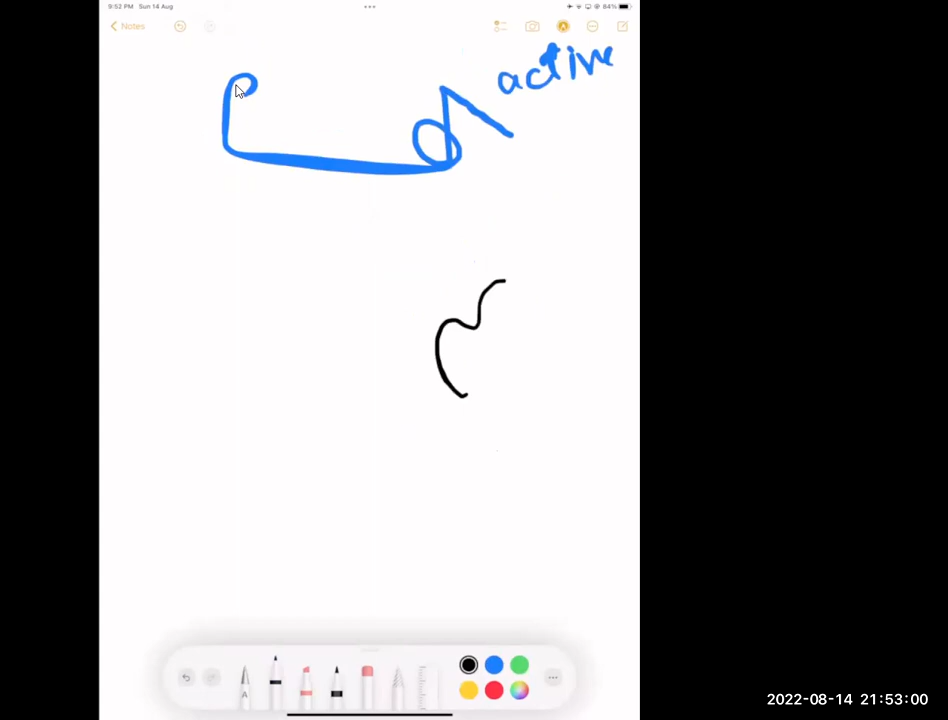 9:52 PM Sun 14 Aug
84%
Notes
active
A
2022-08-14 21:53:00